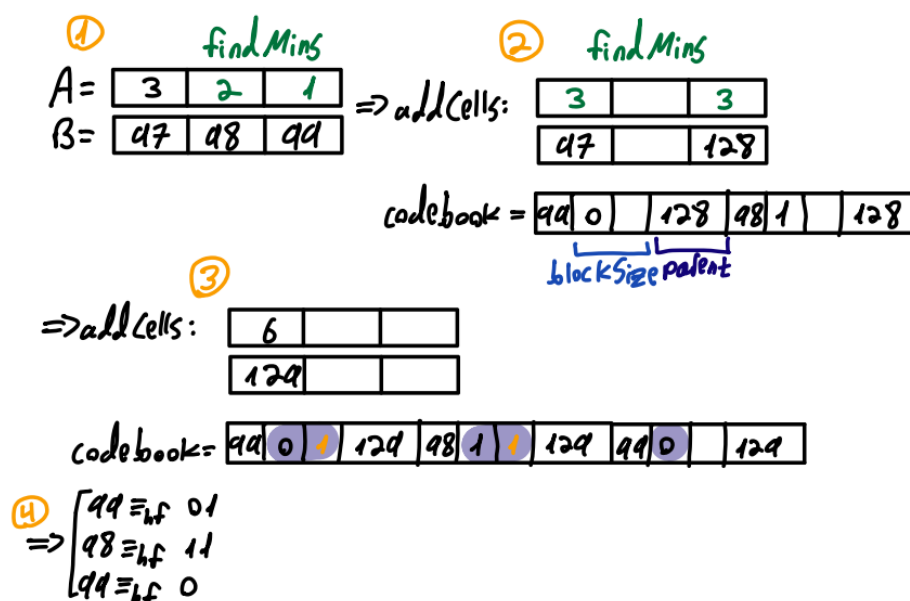 ① findMins
A= 3 2 1
B= 97 98 99
② findMins
=> addCells: 3 3
97 128
codebook = 99 0 128 98 1 128
blockSize parent
③
=> addCells: 6
129
codebook= 99 0 1 129 98 1 1 129 99 0 129
④
=> 99 ≡hf 01
98 ≡hf 11
99 ≡hf 0